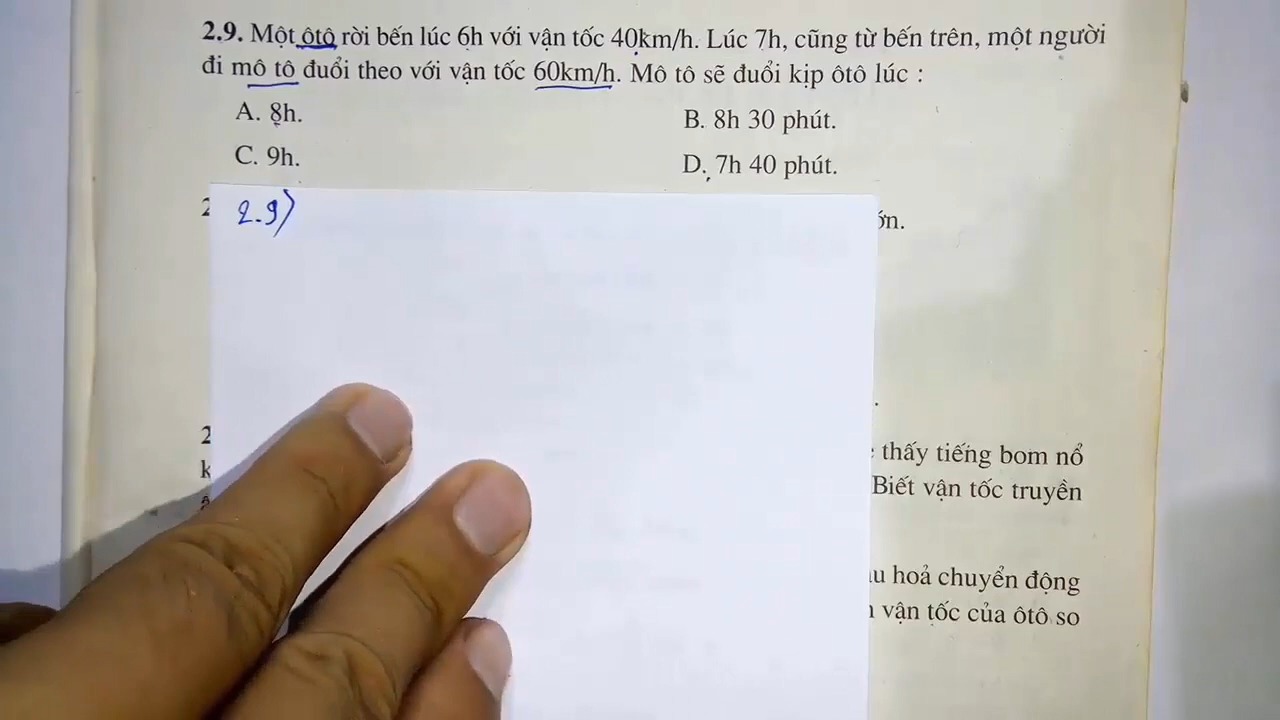 2.9. Một ôtô rời bến lúc 6h với vận tốc 40km/h. Lúc 7h, cũng từ bến trên, một người
đi mô tô đuổi theo với vận tốc 60km/h. Mô tô sẽ đuổi kịp ôtô lúc :
A. 8h.
B. 8h 30 phút.
C. 9h.
D. 7h 40 phút.
2
2.9)
ớn.
2
thấy tiếng bom nổ
k
Biết vận tốc truyền
hoả chuyển động
vận tốc của ôtô so